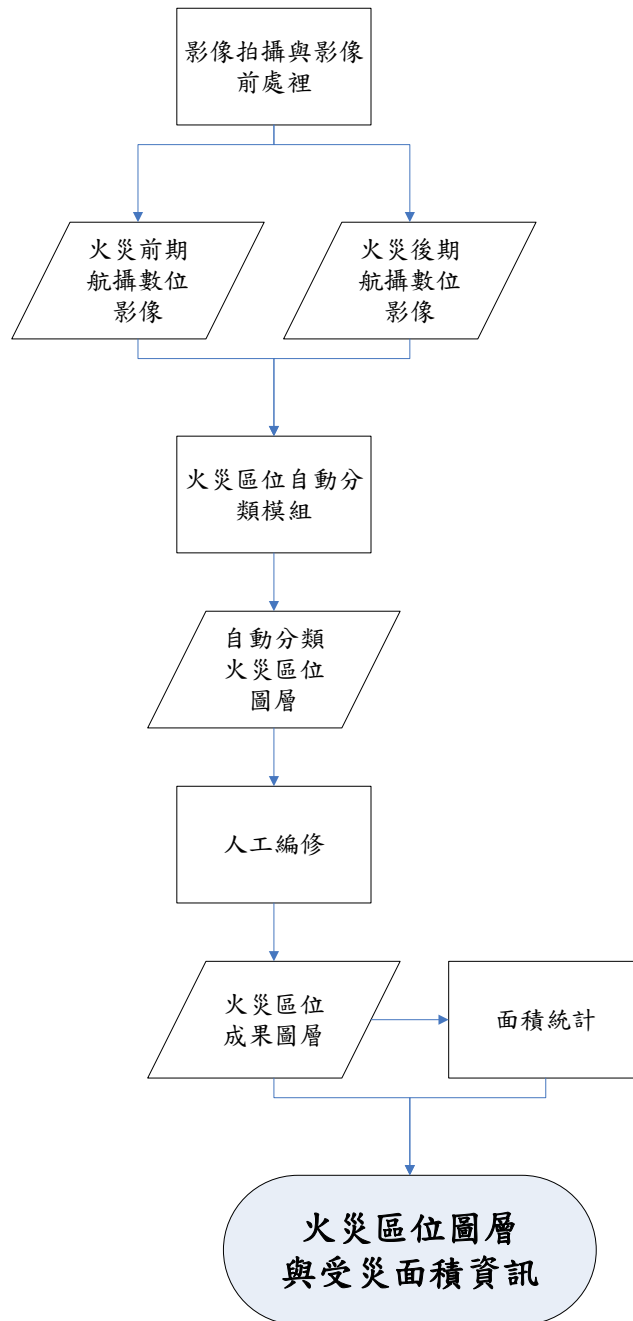 影像拍攝與影像
前處裡
火災前期
航攝數位
影像
火災後期
航攝數位
影像
火災區位自動分
類模組
自動分類
火災區位
圖層
人工編修
火災區位
成果圖層
面積統計
火災區位圖層
與受災面積資訊